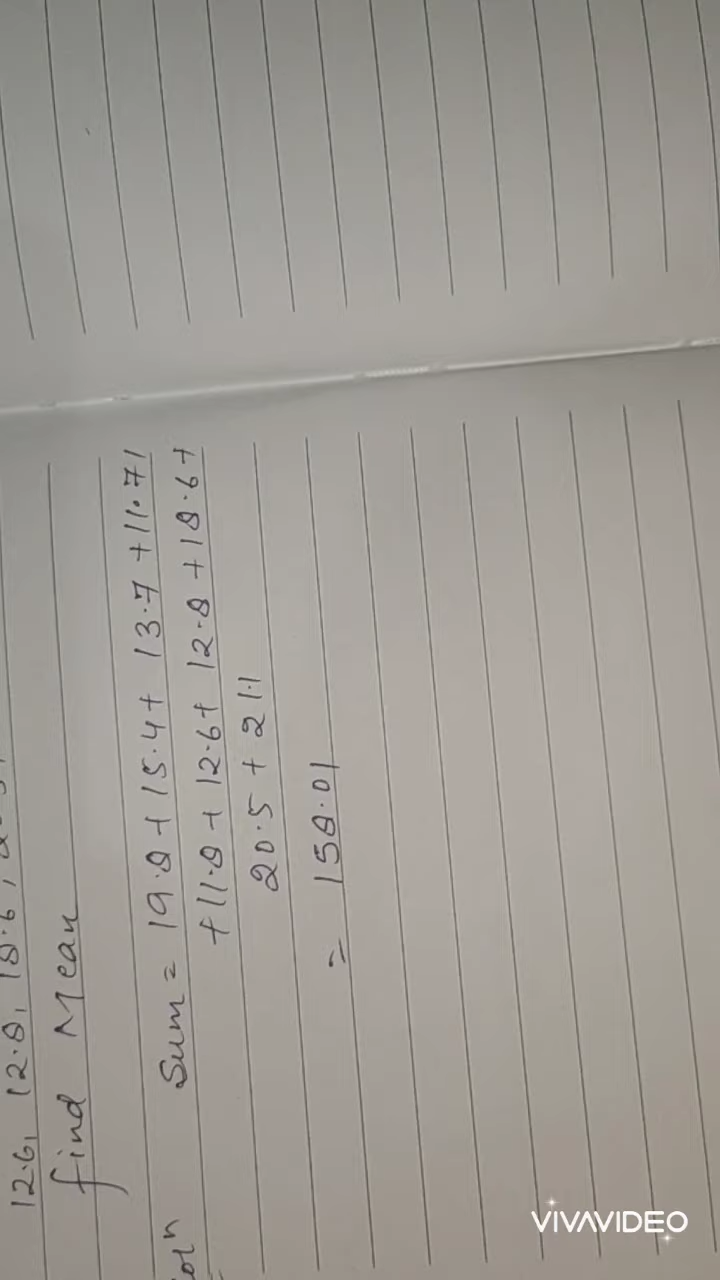 12.6, 12.8, 18.6,
find Mean
Solⁿ Sum = 19.8 + 15.4 + 13.7 + 11.71
+ 11.8 + 12.6 + 12.8 + 18.6 +
20.5 + 21.1
= 158.01
VIVAVIDEO